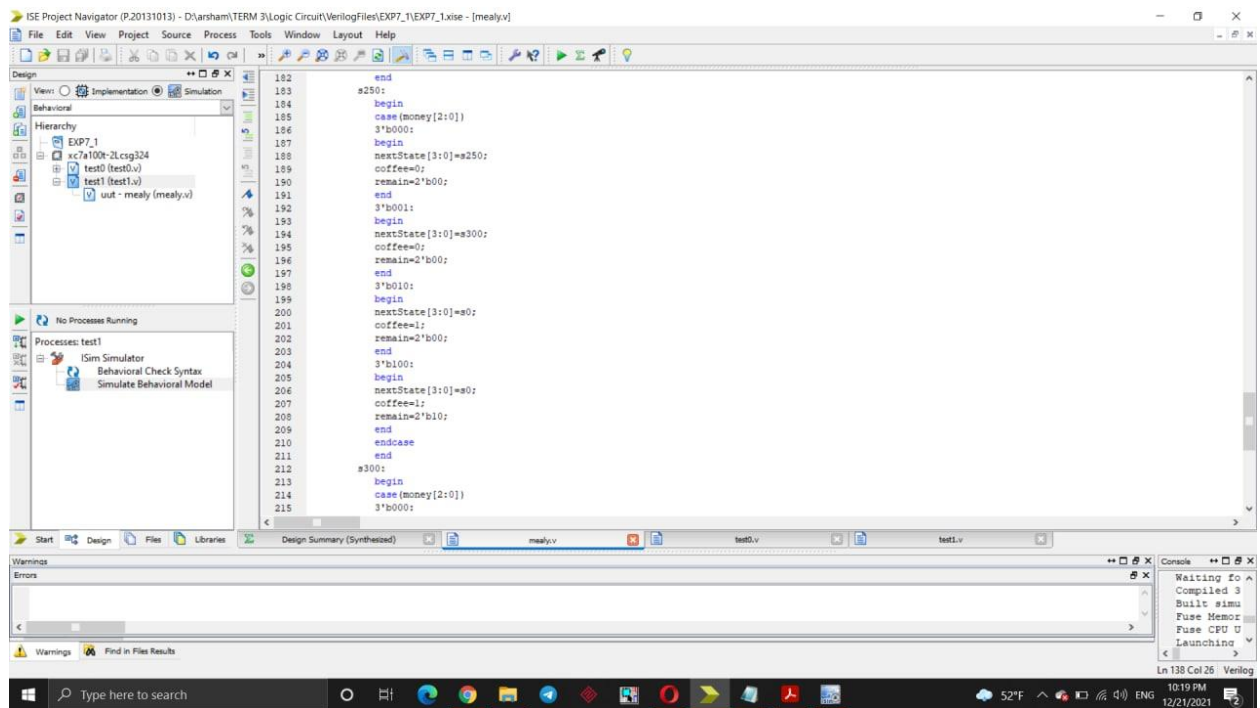 ISE Project Navigator (P.20131013) - D:\arsham\TERM 3\Logic Circuit\VerilogFiles\EXP7_1\EXP7_1.xise - [mealy.v]
File Edit View Project Source Process Tools Window Layout Help
Design
View: Implementation Simulation
Behavioral
Hierarchy
EXP7_1
xc7a100t-2Lcsg324
test0 (test0.v)
test1 (test1.v)
uut - mealy (mealy.v)
No Processes Running
Processes: test1
ISim Simulator
Behavioral Check Syntax
Simulate Behavioral Model
Start Design Files Libraries
182 end
183 s250:
184 begin
185 case(money[2:0])
186 3'b000:
187 begin
188 nextState[3:0]=s250;
189 coffee=0;
190 remain=2'b00;
191 end
192 3'b001:
193 begin
194 nextState[3:0]=s300;
195 coffee=0;
196 remain=2'b00;
197 end
198 3'b010:
199 begin
200 nextState[3:0]=s0;
201 coffee=1;
202 remain=2'b00;
203 end
204 3'b100:
205 begin
206 nextState[3:0]=s0;
207 coffee=1;
208 remain=2'b10;
209 end
210 endcase
211 end
212 s300:
213 begin
214 case(money[2:0])
215 3'b000:
Design Summary (Synthesized) mealy.v test0.v test1.v
Warnings
Errors
Warnings Find in Files Results
Console
Waiting fo
Compiled 3
Built simu
Fuse Memor
Fuse CPU U
Launching
Ln 138 Col 26 Verilog
Type here to search
52°F ENG 10:19 PM
12/21/2021
2